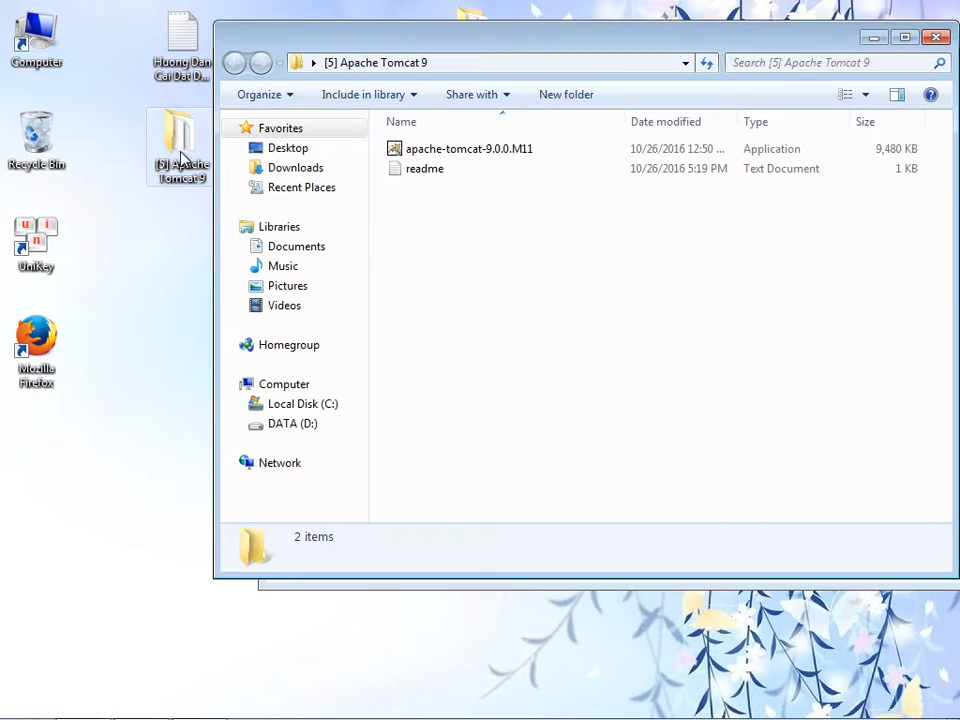 Computer
Huong Dan
Cai Dat D...
Recycle Bin
[5] Apache
Tomcat 9
u i
n
UniKey
Mozilla
Firefox
[5] Apache Tomcat 9
Search [5] Apache Tomcat 9
Organize
Include in library
Share with
New folder
Name
Date modified
Type
Size
Favorites
Desktop
Downloads
Recent Places
Libraries
Documents
Music
Pictures
Videos
Homegroup
Computer
Local Disk (C:)
DATA (D:)
Network
apache-tomcat-9.0.0.M11
10/26/2016 12:50 ...
Application
9,480 KB
readme
10/26/2016 5:19 PM
Text Document
1 KB
2 items